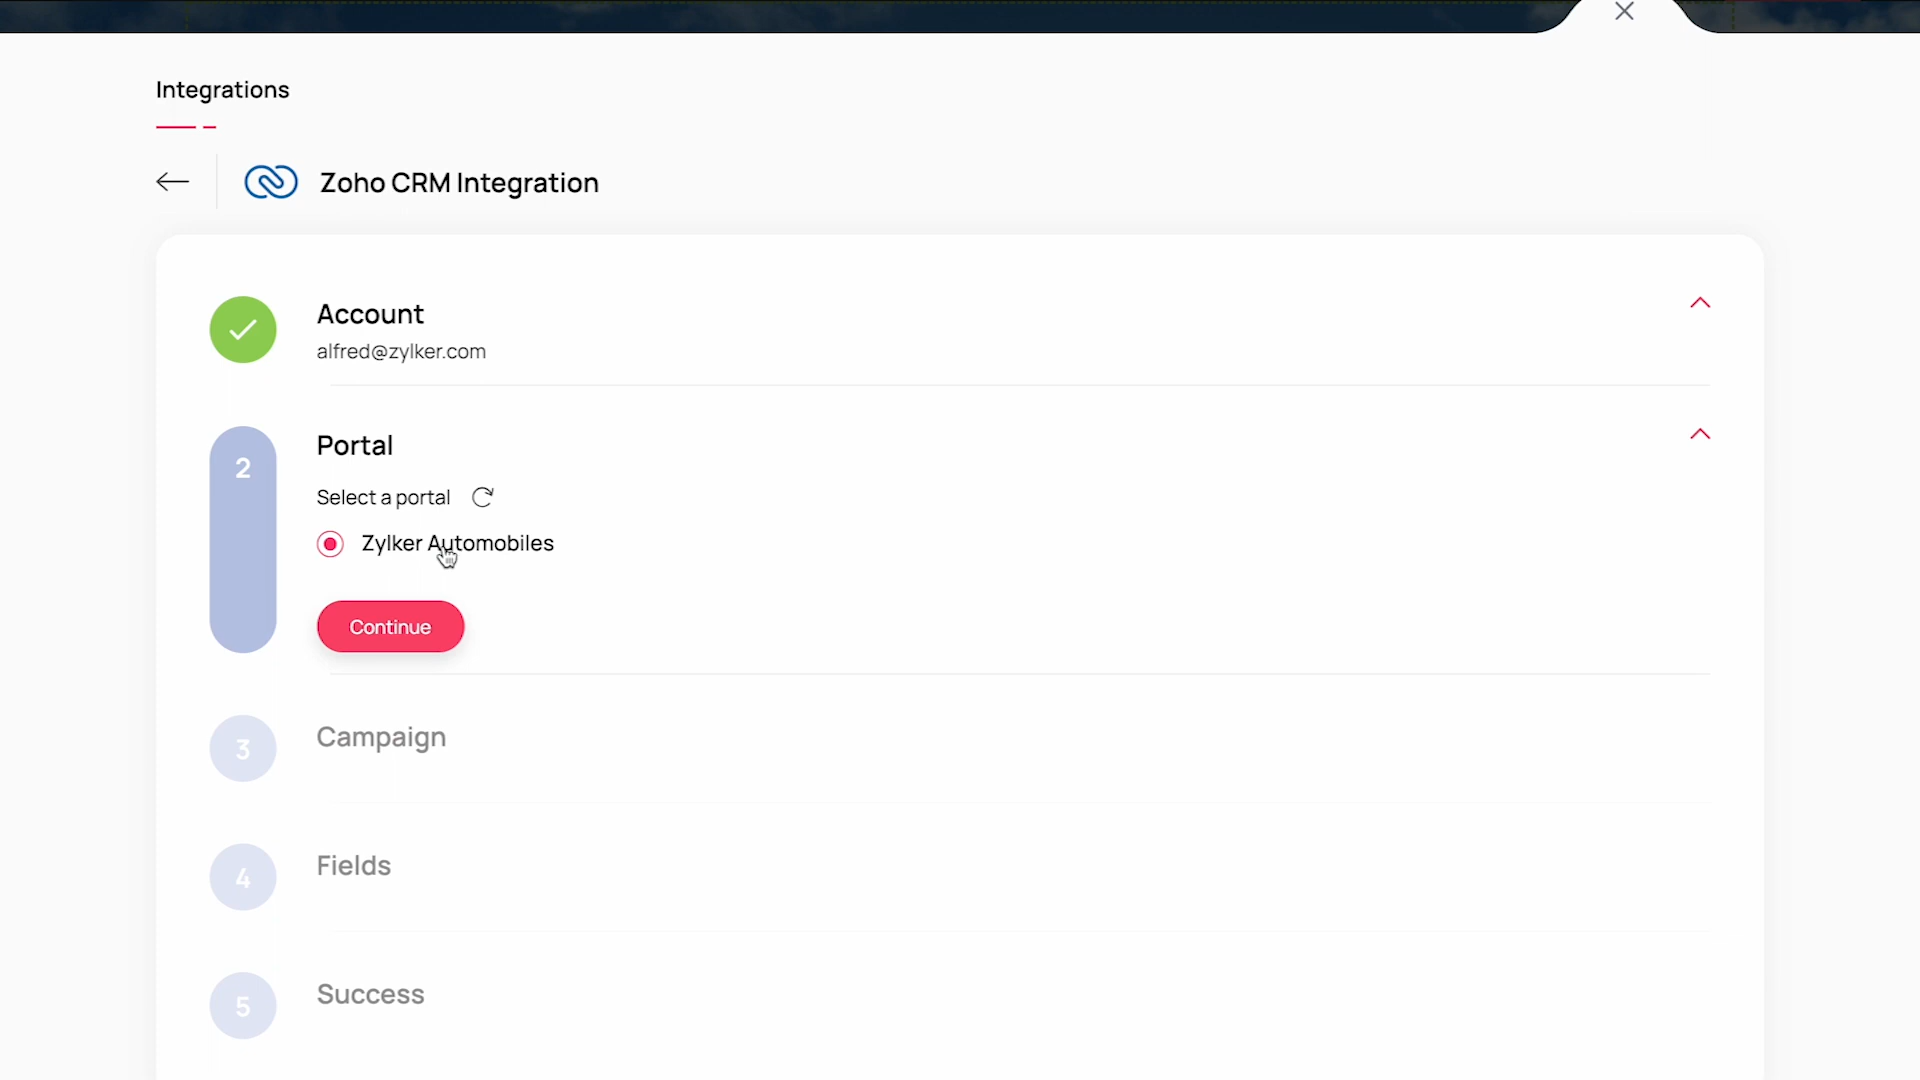 Integrations
Zoho CRM Integration
Account
alfred@zylker.com
2
Portal
Select a portal
Zylker Automobiles
Continue
3
Campaign
4
Fields
5
Success